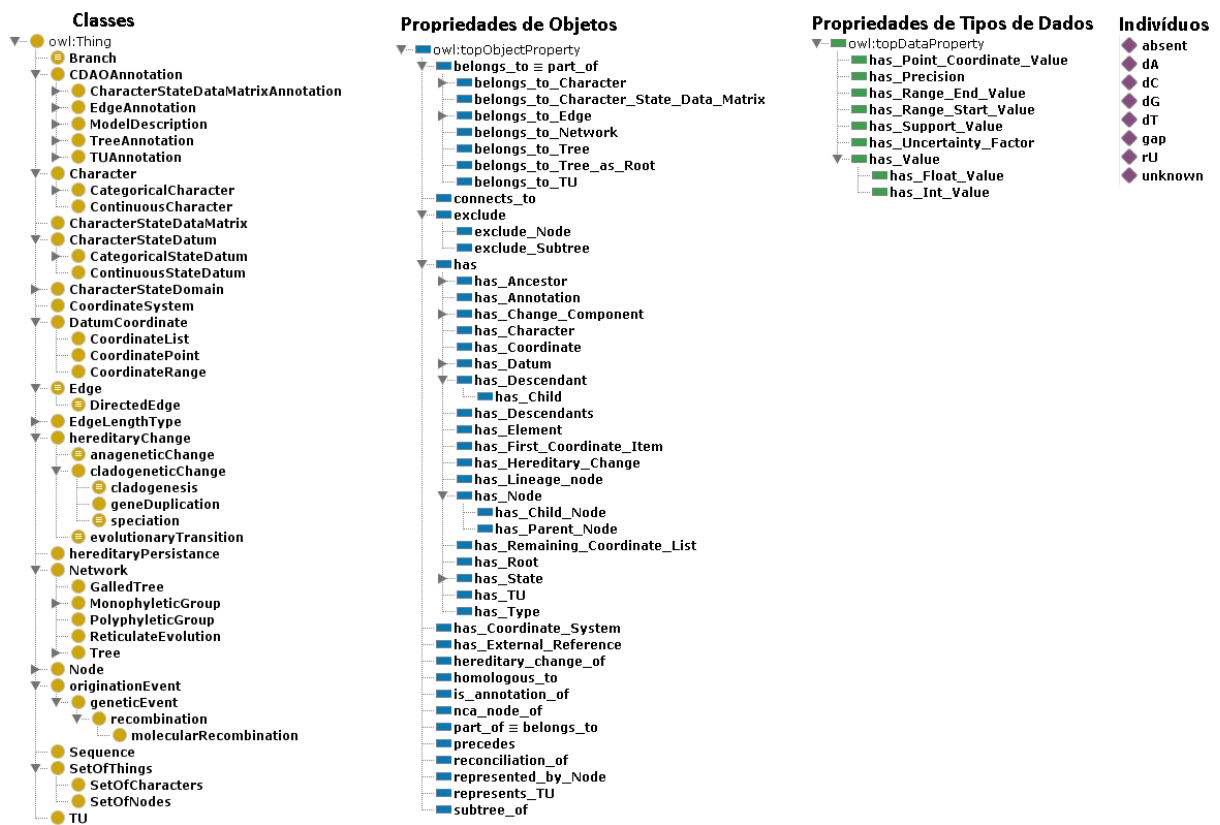 Classes
owl:Thing
Branch
CDAOAnnotation
CharacterStateDataMatrixAnnotation
EdgeAnnotation
ModelDescription
TreeAnnotation
TUAnnotation
Character
CategoricalCharacter
ContinuousCharacter
CharacterStateDataMatrix
CharacterStateDatum
CategoricalStateDatum
ContinuousStateDatum
CharacterStateDomain
CoordinateSystem
DatumCoordinate
CoordinateList
CoordinatePoint
CoordinateRange
Edge
DirectedEdge
EdgeLengthType
hereditaryChange
anageneticChange
cladogeneticChange
cladogenesis
geneDuplication
speciation
evolutionaryTransition
hereditaryPersistance
Network
GalledTree
MonophyleticGroup
PolyphyleticGroup
ReticulateEvolution
Tree
Node
originationEvent
geneticEvent
recombination
molecularRecombination
Sequence
SetOfThings
SetOfCharacters
SetOfNodes
TU
Propriedades de Objetos
owl:topObjectProperty
belongs_to ≡ part_of
belongs_to_Character
belongs_to_Character_State_Data_Matrix
belongs_to_Edge
belongs_to_Network
belongs_to_Tree
belongs_to_Tree_as_Root
belongs_to_TU
connects_to
exclude
exclude_Node
exclude_Subtree
has
has_Ancestor
has_Annotation
has_Change_Component
has_Character
has_Coordinate
has_Datum
has_Descendant
has_Child
has_Descendants
has_Element
has_First_Coordinate_Item
has_Hereditary_Change
has_Lineage_node
has_Node
has_Child_Node
has_Parent_Node
has_Remaining_Coordinate_List
has_Root
has_State
has_TU
has_Type
has_Coordinate_System
has_External_Reference
hereditary_change_of
homologous_to
is_annotation_of
nca_node_of
part_of ≡ belongs_to
precedes
reconciliation_of
represented_by_Node
represents_TU
subtree_of
Propriedades de Tipos de Dados
owl:topDataProperty
has_Point_Coordinate_Value
has_Precision
has_Range_End_Value
has_Range_Start_Value
has_Support_Value
has_Uncertainty_Factor
has_Value
has_Float_Value
has_Int_Value
Indivíduos
absent
dA
dC
dG
dT
gap
rU
unknown